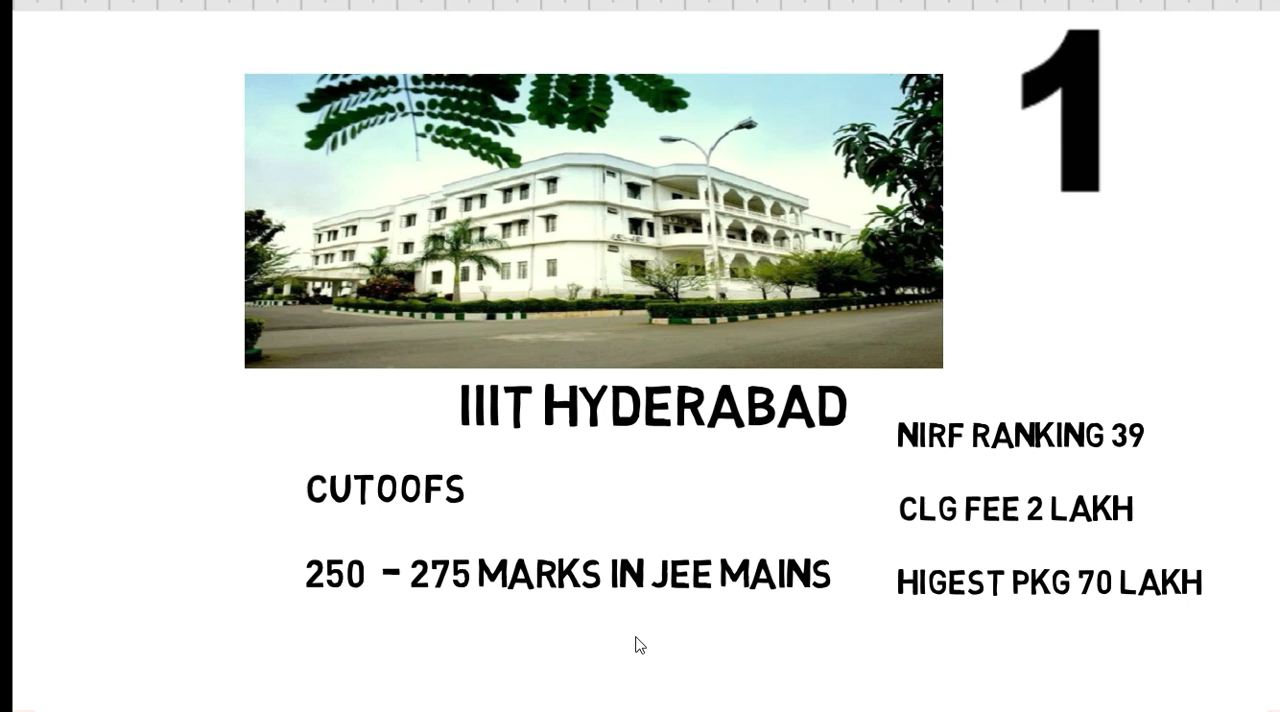 1
IIIT HYDERABAD
NIRF RANKING 39
CUTOOFS
CLG FEE 2 LAKH
250 - 275 MARKS IN JEE MAINS
HIGEST PKG 70 LAKH